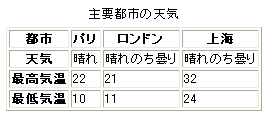 主要都市の天気
都市 パリ ロンドン 上海
天気 晴れ 晴れのち曇り 晴れのち曇り
最高気温 22 21 32
最低気温 10 11 24